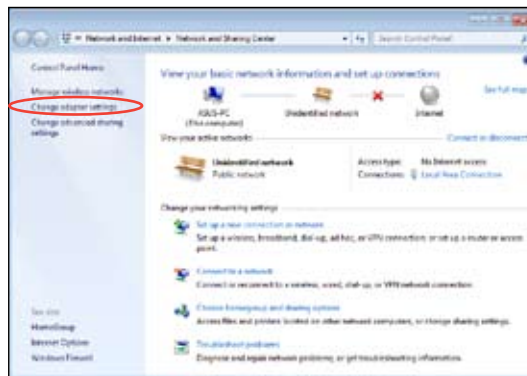 Network and Internet ▸ Network and Sharing Center
Search Control Panel
Control Panel Home
Manage wireless networks
Change adapter settings
Change advanced sharing
settings
View your basic network information and set up connections
See full map
ASUS-PC
(This computer)
Unidentified network
Internet
View your active networks
Connect or disconnect
Unidentified network
Public network
Access type: No Internet access
Connections: Local Area Connection
Change your networking settings
Set up a new connection or network
Set up a wireless, broadband, dial-up, ad hoc, or VPN connection; or set up a router or access
point.
Connect to a network
Connect or reconnect to a wireless, wired, dial-up, or VPN network connection.
Choose homegroup and sharing options
Access files and printers located on other network computers, or change sharing settings.
Troubleshoot problems
Diagnose and repair network problems, or get troubleshooting information.
See also
HomeGroup
Internet Options
Windows Firewall